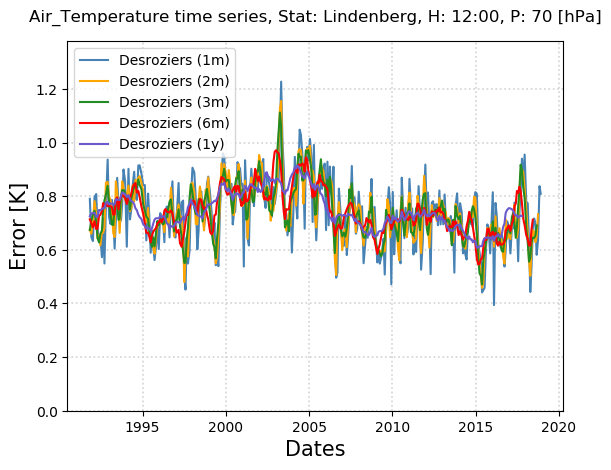 Air_Temperature time series, Stat: Lindenberg, H: 12:00, P: 70 [hPa]
Desroziers (1m)
Desroziers (2m)
Desroziers (3m)
Desroziers (6m)
Desroziers (1y)
Error [K]
1.2
1.0
0.8
0.6
0.4
0.2
0.0
1995 2000 2005 2010 2015 2020
Dates